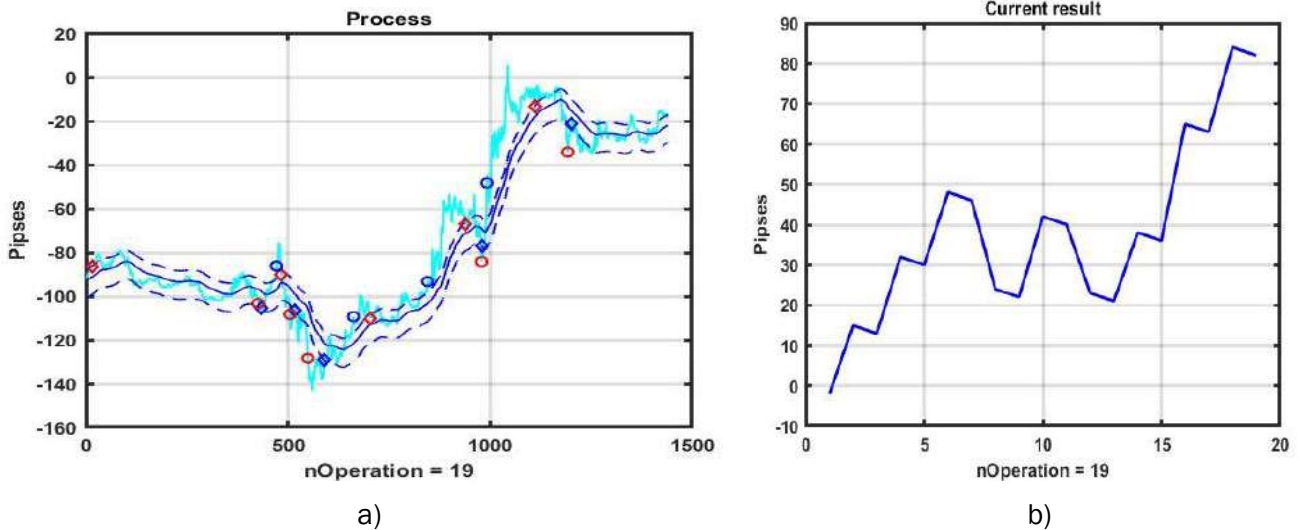 Process
Pipses
20
0
-20
-40
-60
-80
-100
-120
-140
-160
0 500 1000 1500
nOperation = 19
a)
Current result
Pipses
90
80
70
60
50
40
30
20
10
0
-10
0 5 10 15 20
nOperation = 19
b)